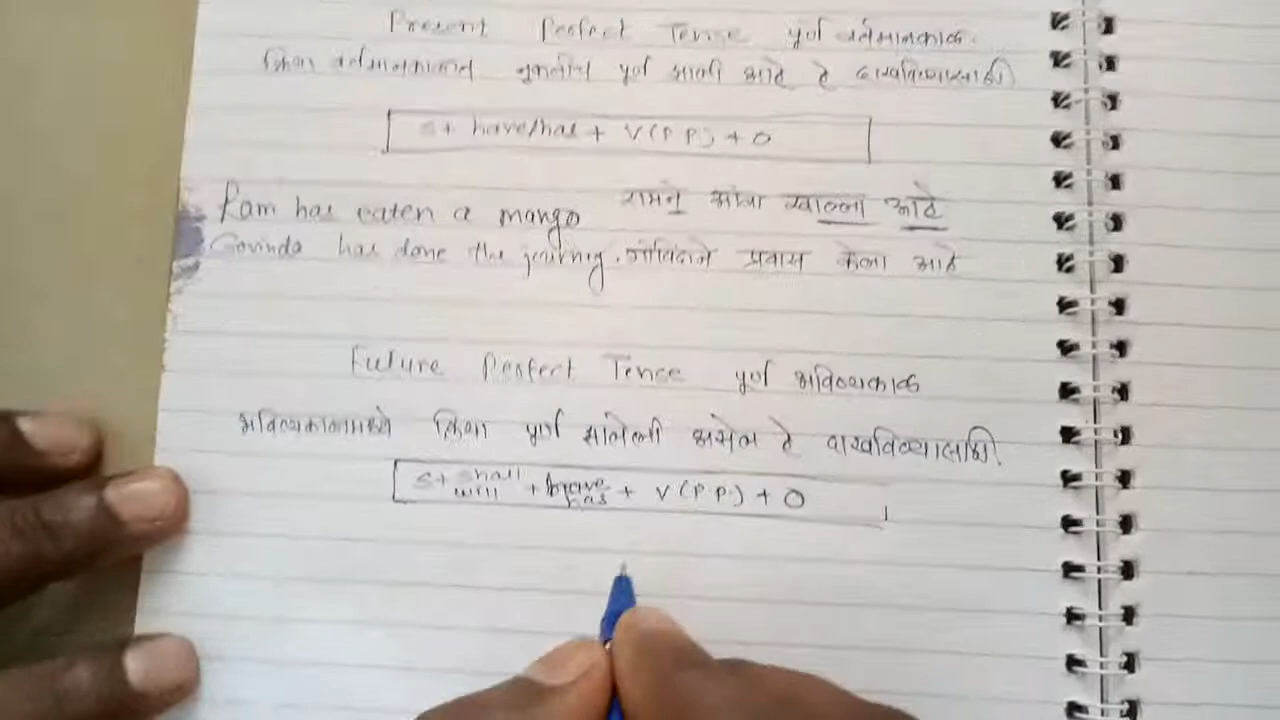 Present Perfect Tense पूर्ण वर्तमानकाळ.
क्रिया वर्तमानकाळात नुकतीच पूर्ण झाली आहे हे दाखविण्यासाठी
S+ have/has + V(P P) + O
Ram has eaten a mango रामने आंबा खाल्ला आहे
Govinda has done the journey. गोविंदाने प्रवास केला आहे
Future Perfect Tense पूर्ण भविष्यकाळ
भविष्यकाळामध्ये क्रिया पूर्ण झालेली असेल हे दाखविण्यासाठी.
S+ shall will + have has + V (P.P.) + O